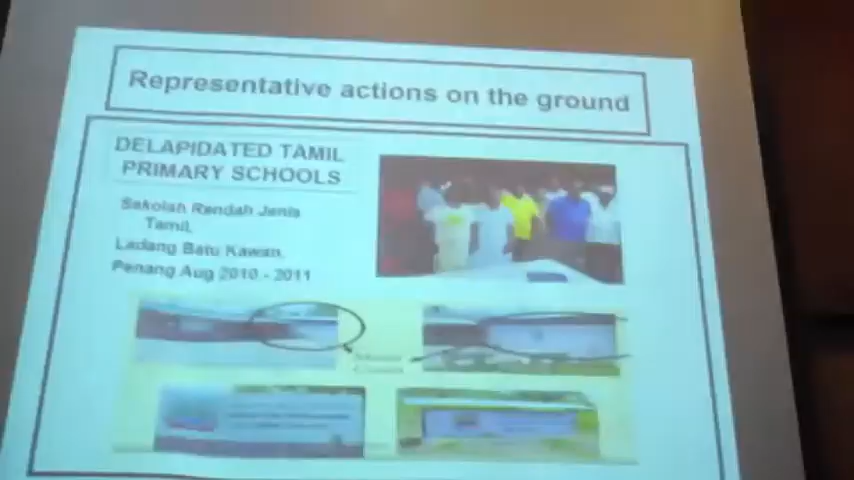 Representative actions on the ground
DELAPIDATED TAMIL
PRIMARY SCHOOLS
Sekolah Rendah Jenis
Tamil,
Ladang Batu Kawan,
Penang Aug 2010 - 2011